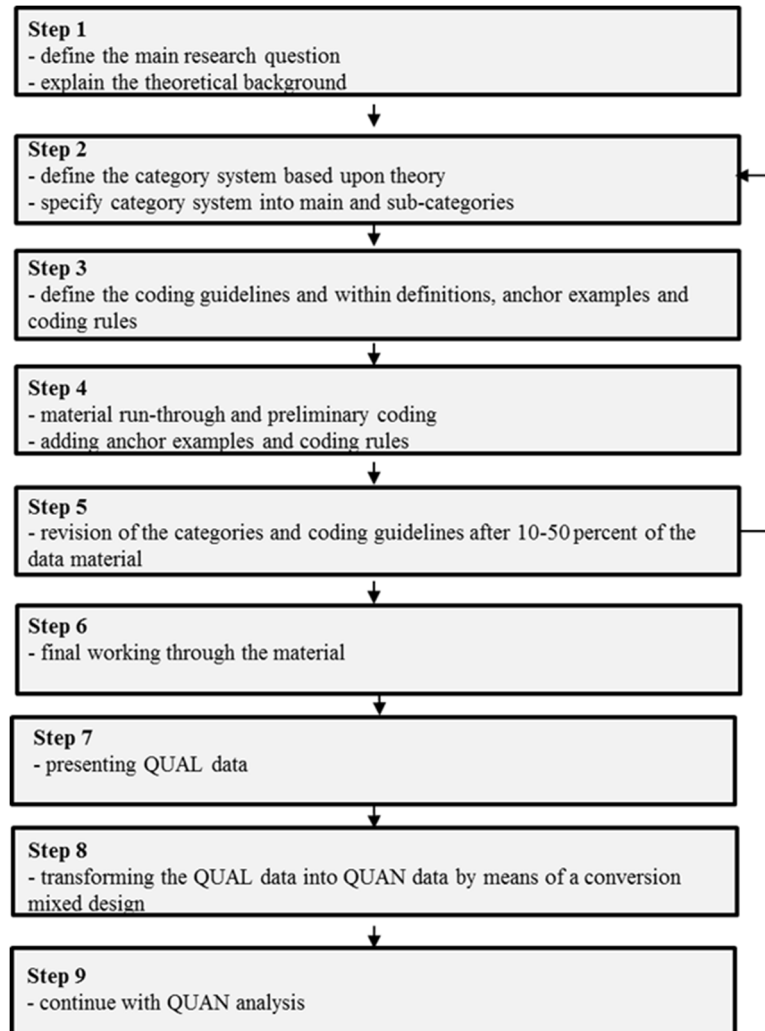 Step 1
- define the main research question
- explain the theoretical background
Step 2
- define the category system based upon theory
- specify category system into main and sub-categories
Step 3
- define the coding guidelines and within definitions, anchor examples and
coding rules
Step 4
- material run-through and preliminary coding
- adding anchor examples and coding rules
Step 5
- revision of the categories and coding guidelines after 10-50 percent of the
data material
Step 6
- final working through the material
Step 7
- presenting QUAL data
Step 8
- transforming the QUAL data into QUAN data by means of a conversion
mixed design
Step 9
- continue with QUAN analysis